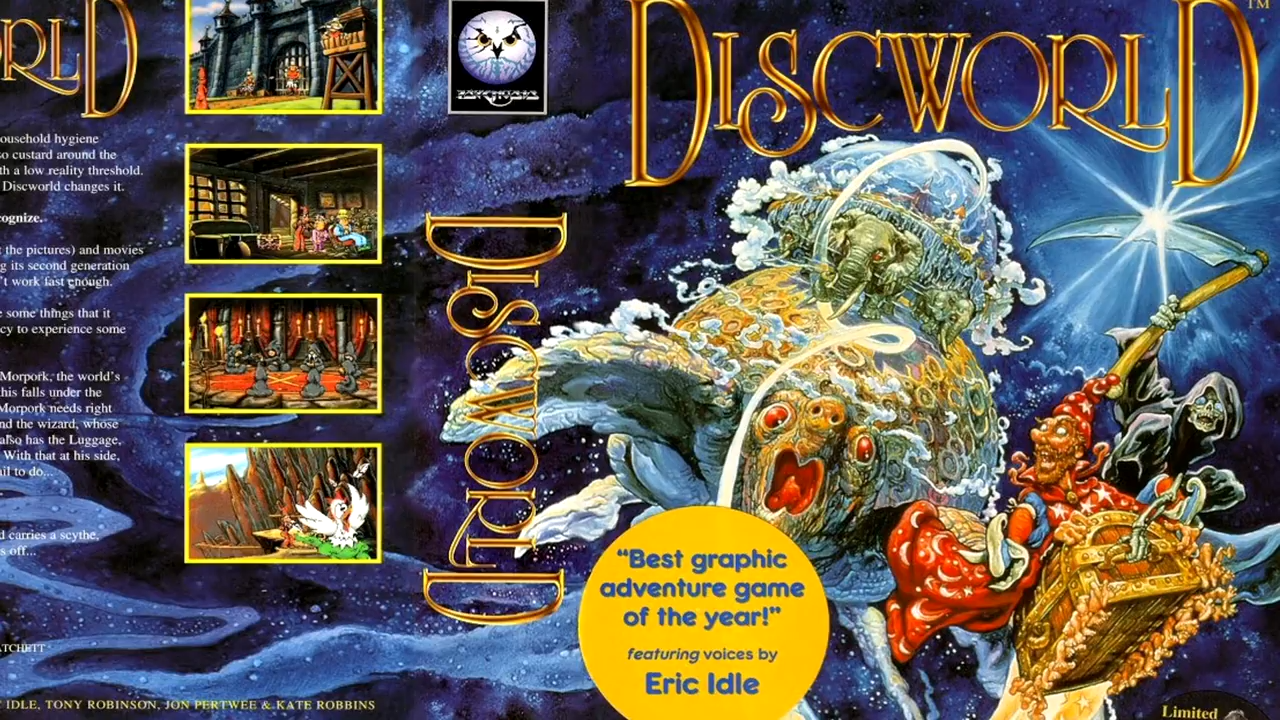 RLD
ousehold hygiene
so custard around the
th a low reality threshold.
Discworld changes it.
cognize.
t the pictures) and movies
g its second generation
't work fast enough.
e some things that it
cy to experience some
Morpork, the world's
his falls under the
Morpork needs right
nd the wizard, whose
also has the Luggage,
With that at his side,
ail to do...
d carries a scythe,
s off...
ATCHETT
IDLE, TONY ROBINSON, JON PERTWEE & KATE ROBBINS
PSYGNOSIS
DISCWORLD
DISCWORLD
TM
"Best graphic
adventure game
of the year!"
featuring voices by
Eric Idle
Limited